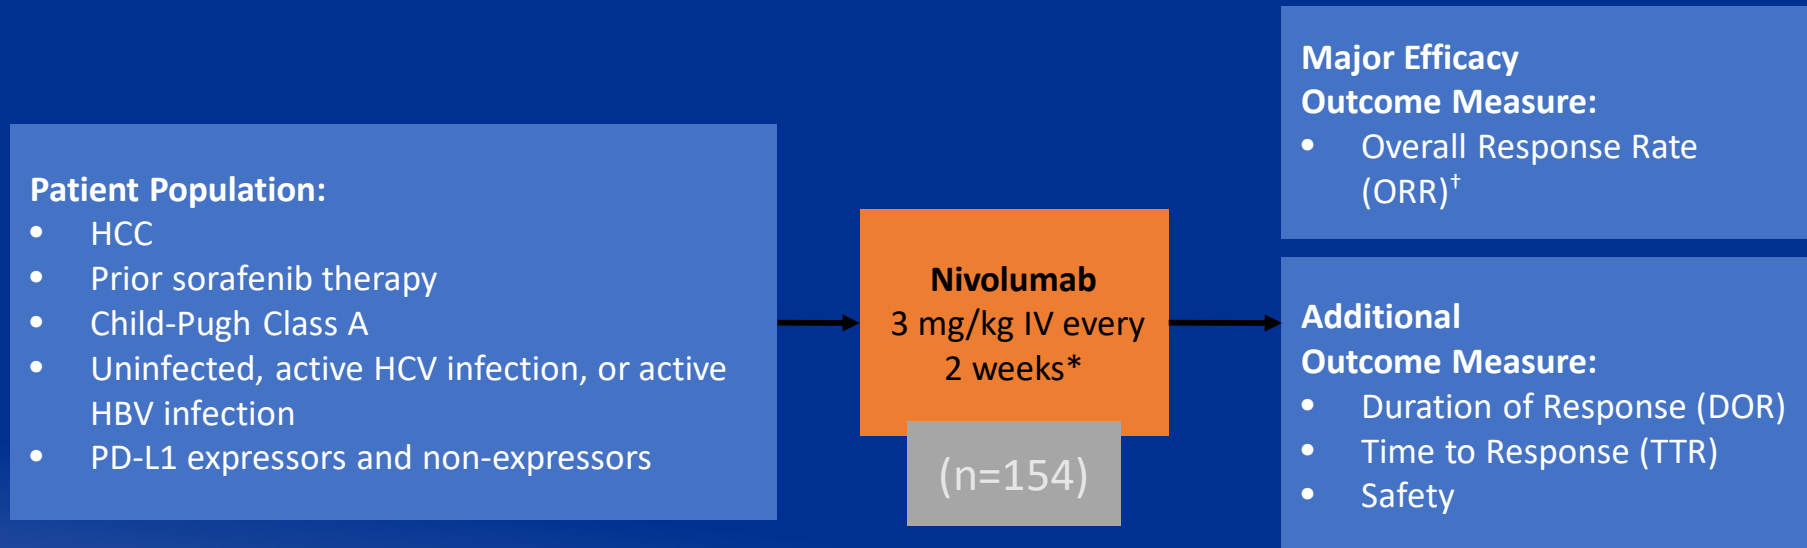 Patient Population:
• HCC
• Prior sorafenib therapy
• Child-Pugh Class A
• Uninfected, active HCV infection, or active
HBV infection
• PD-L1 expressors and non-expressors
Nivolumab
3 mg/kg IV every
2 weeks*
(n=154)
Major Efficacy
Outcome Measure:
• Overall Response Rate
(ORR)†
Additional
Outcome Measure:
• Duration of Response (DOR)
• Time to Response (TTR)
• Safety